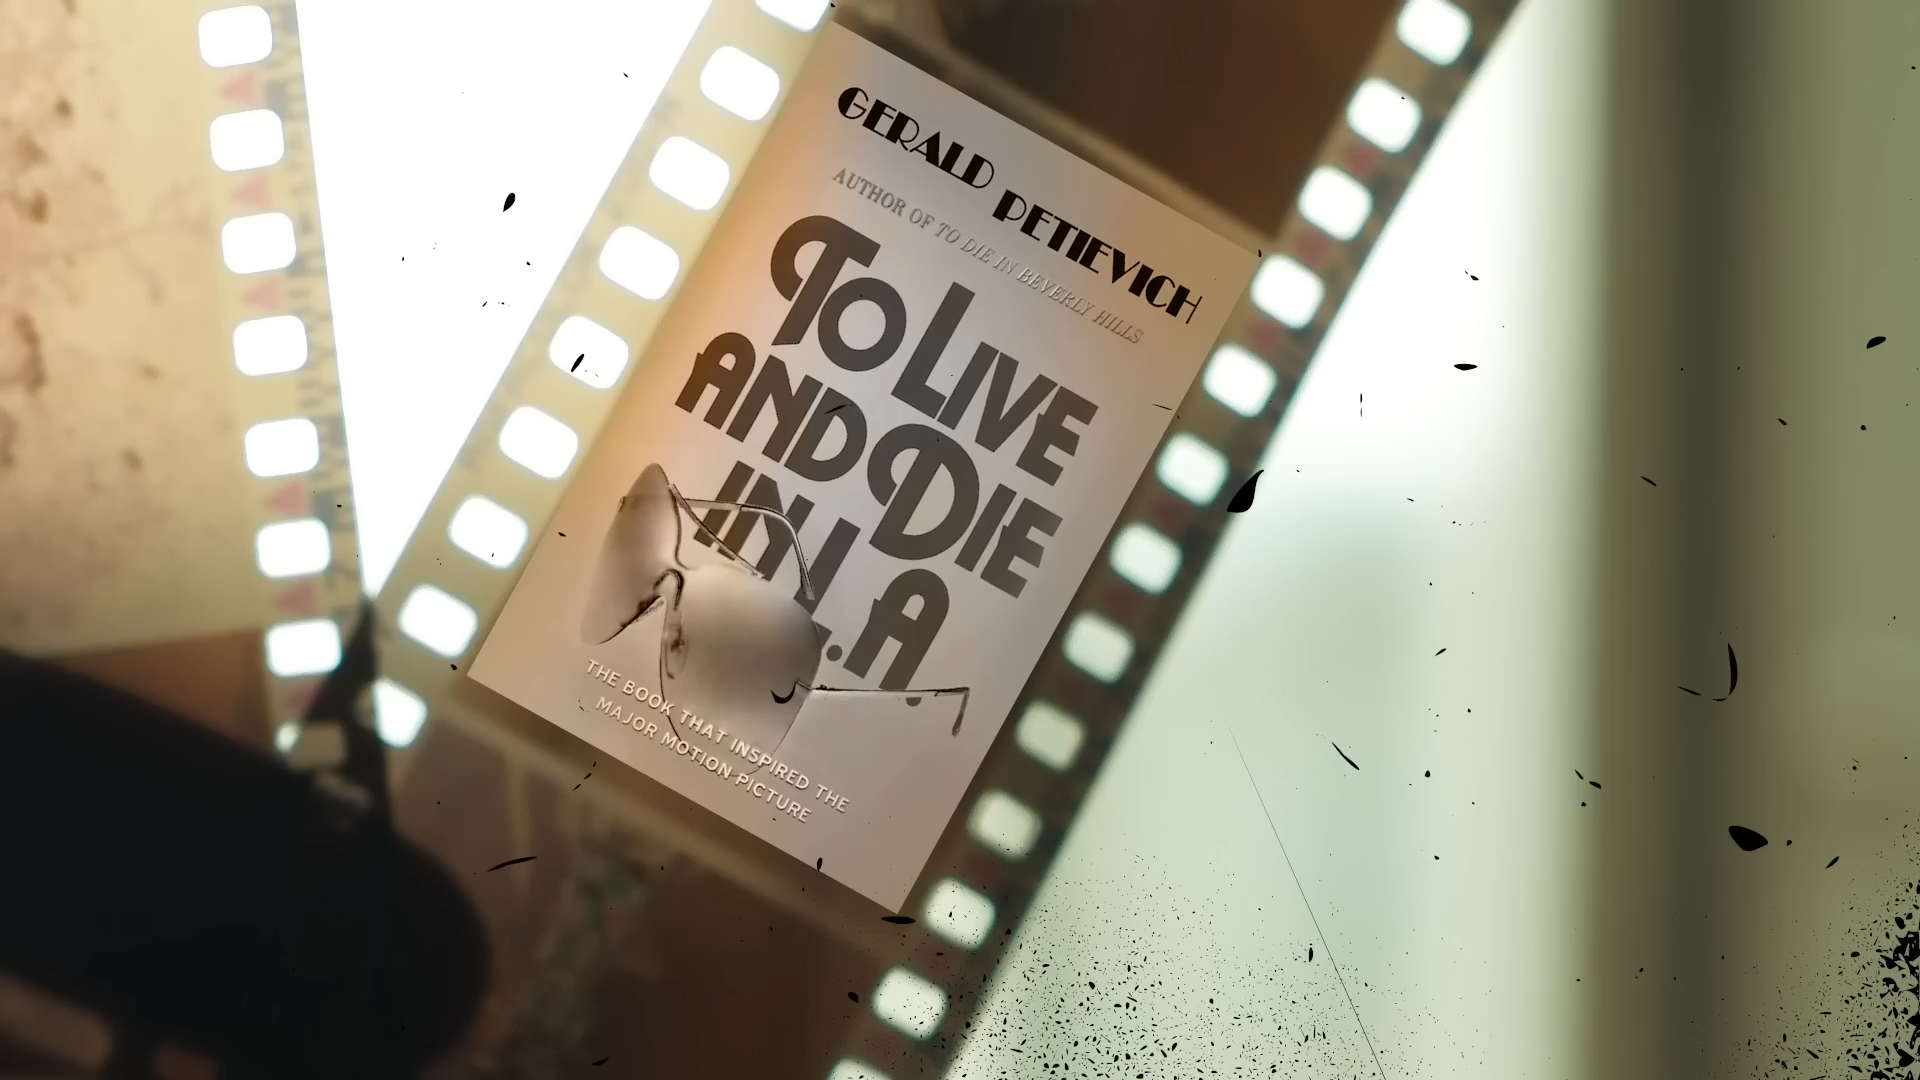 GERALD PETIEVICH
AUTHOR OF TO DIE IN BEVERLY HILLS
TO LIVE
AND DIE
IN L.A.
THE BOOK THAT INSPIRED THE
MAJOR MOTION PICTURE